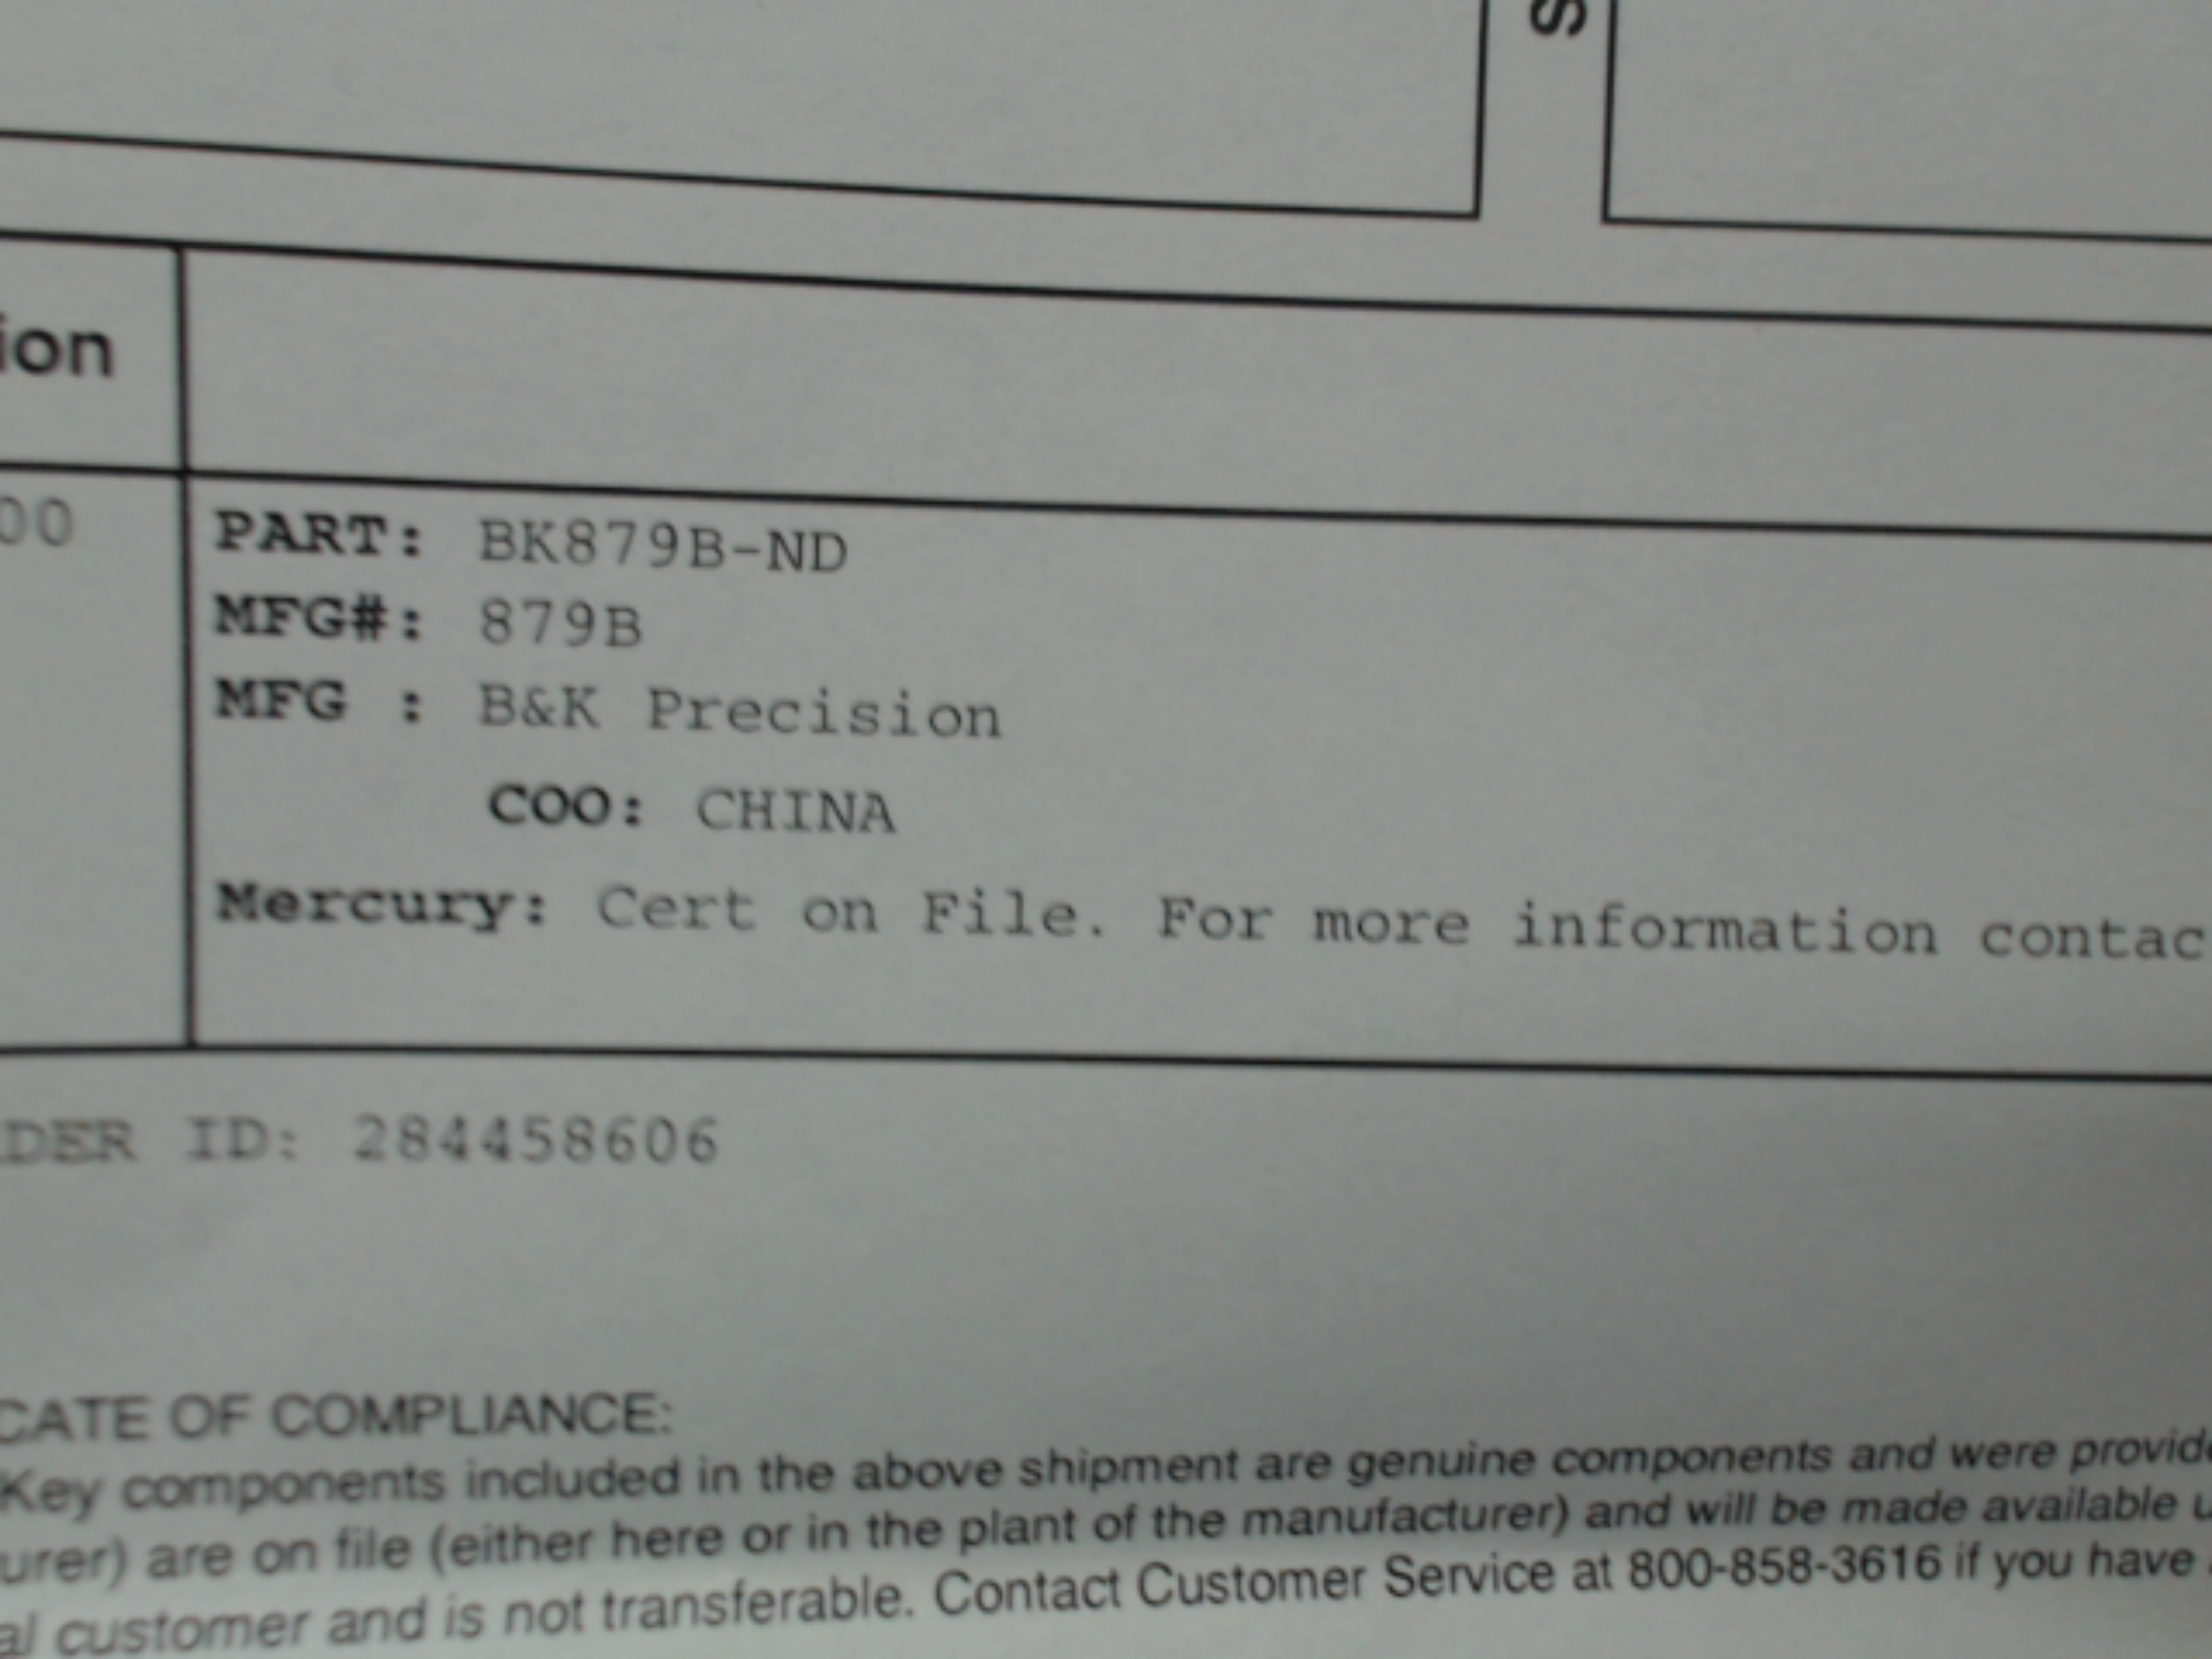 S
ion
00 PART: BK879B-ND
MFG#: 879B
MFG : B&K Precision
COO: CHINA
Mercury: Cert on File. For more information contac
DER ID: 284458606
CATE OF COMPLIANCE:
Key components included in the above shipment are genuine components and were provide
urer) are on file (either here or in the plant of the manufacturer) and will be made available u
al customer and is not transferable. Contact Customer Service at 800-858-3616 if you have